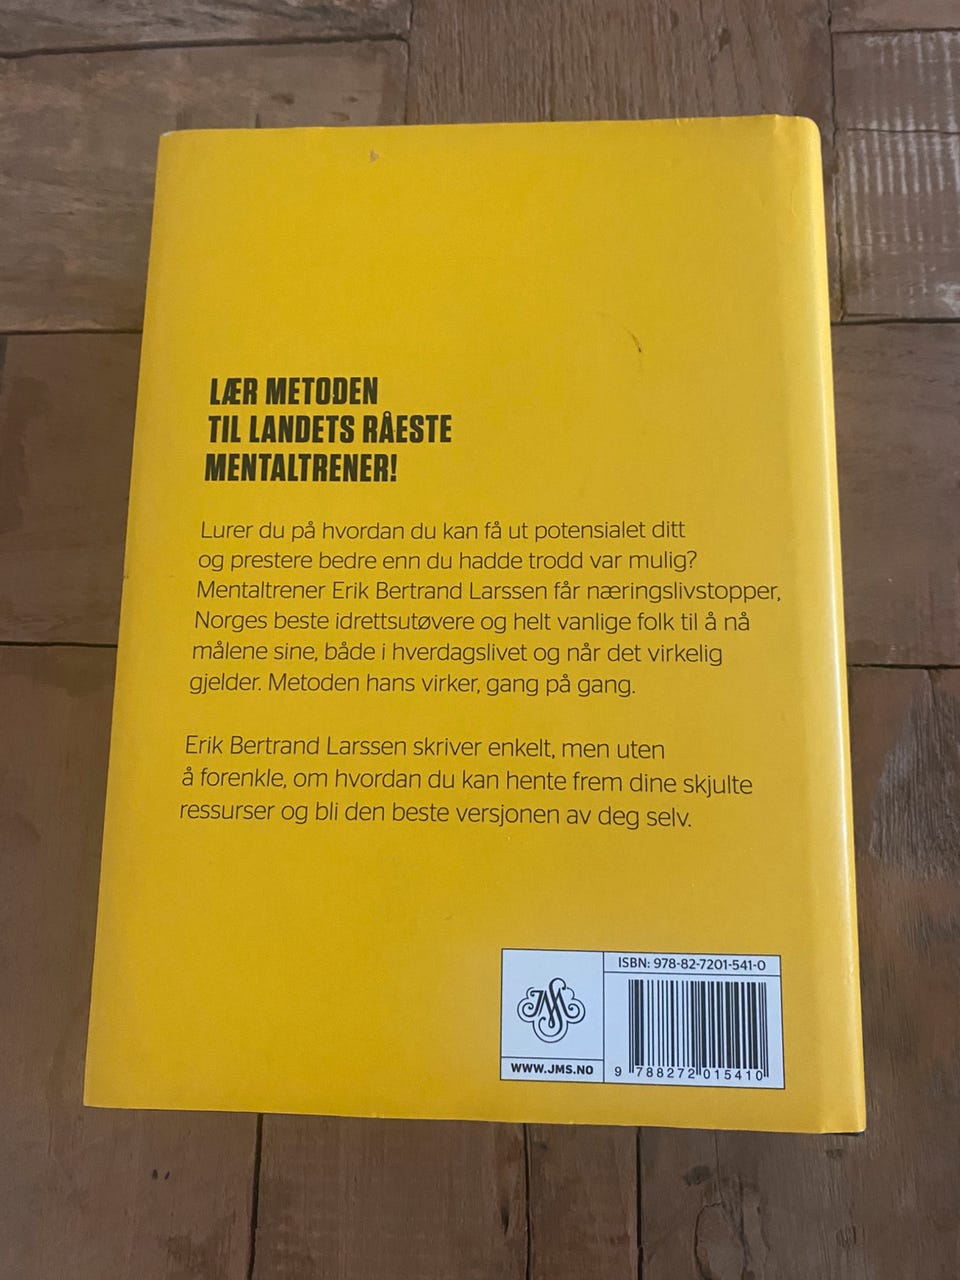 LÆR METODEN
TIL LANDETS RÅESTE
MENTALTRENER!
Lurer du på hvordan du kan få ut potensialet ditt
og prestere bedre enn du hadde trodd var mulig?
Mentaltrener Erik Bertrand Larssen får næringslivstopper,
Norges beste idrettsutøvere og helt vanlige folk til å nå
målene sine, både i hverdagslivet og når det virkelig
gjelder. Metoden hans virker, gang på gang.
Erik Bertrand Larssen skriver enkelt, men uten
å forenkle, om hvordan du kan hente frem dine skjulte
ressurser og bli den beste versjonen av deg selv.
ISBN: 978-82-7201-541-0
JMS
WWW.JMS.NO
9 788272 015410